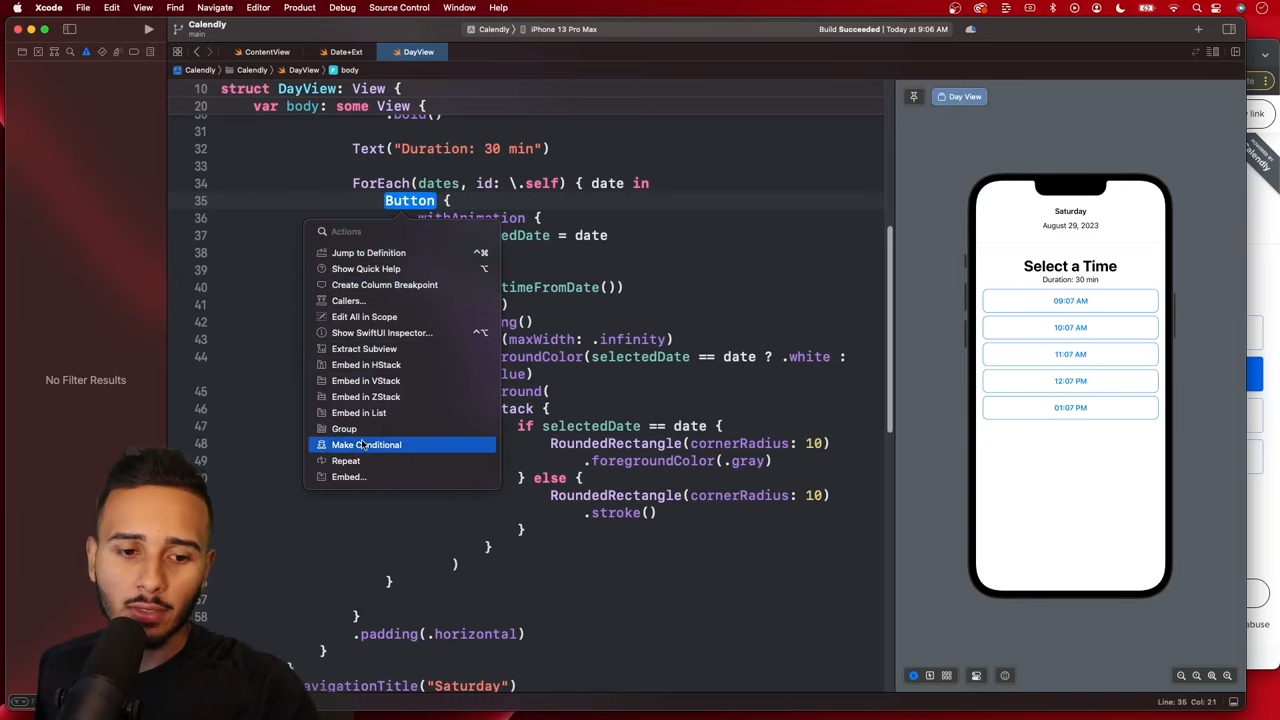 Xcode File Edit View Find Navigate Editor Product Debug Source Control Window Help
Calendly
main
Calendly
iPhone 13 Pro Max
Build Succeeded | Today at 9:06 AM
ContentView
Date+Ext
DayView
Calendly
Calendly
DayView
body
10 struct DayView: View {
20 var body: some View {
.bold()
31
32 Text("Duration: 30 min")
33
34 ForEach(dates, id: \.self) { date in
35 Button {
36 withAnimation {
37 edDate = date
38
39
40 timeFromDate())
41 )
42 ng()
43 (maxWidth: .infinity)
44 roundColor(selectedDate == date ? .white :
lue)
45 round(
46 tack {
47 if selectedDate == date {
48 RoundedRectangle(cornerRadius: 10)
49 .foregroundColor(.gray)
} else {
RoundedRectangle(cornerRadius: 10)
.stroke()
}
}
)
}
58 }
.padding(.horizontal)
}
avigationTitle("Saturday")
Actions
Jump to Definition ^⌘
Show Quick Help ⌥
Create Column Breakpoint
Callers...
Edit All in Scope
Show SwiftUI Inspector... ^⌥
Extract Subview
Embed in HStack
Embed in VStack
Embed in ZStack
Embed in List
Group
Make Conditional
Repeat
Embed...
No Filter Results
Day View
Saturday
August 29, 2023
Select a Time
Duration: 30 min
09:07 AM
10:07 AM
11:07 AM
12:07 PM
01:07 PM
link
POWERED BY
Calendly
abuse
Line: 35 Col: 21